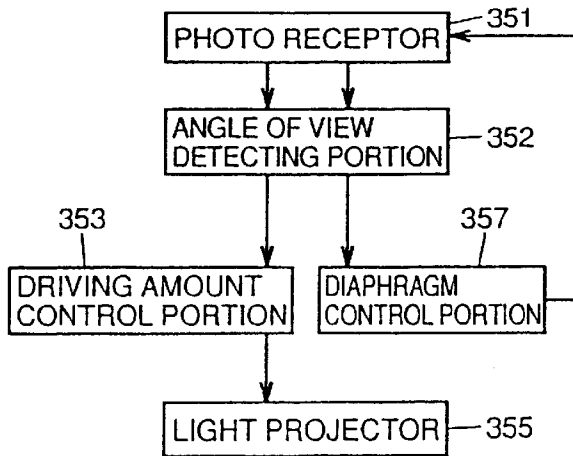 351
PHOTO RECEPTOR
ANGLE OF VIEW
DETECTING PORTION
352
353
357
DRIVING AMOUNT
CONTROL PORTION
DIAPHRAGM
CONTROL PORTION
LIGHT PROJECTOR
355